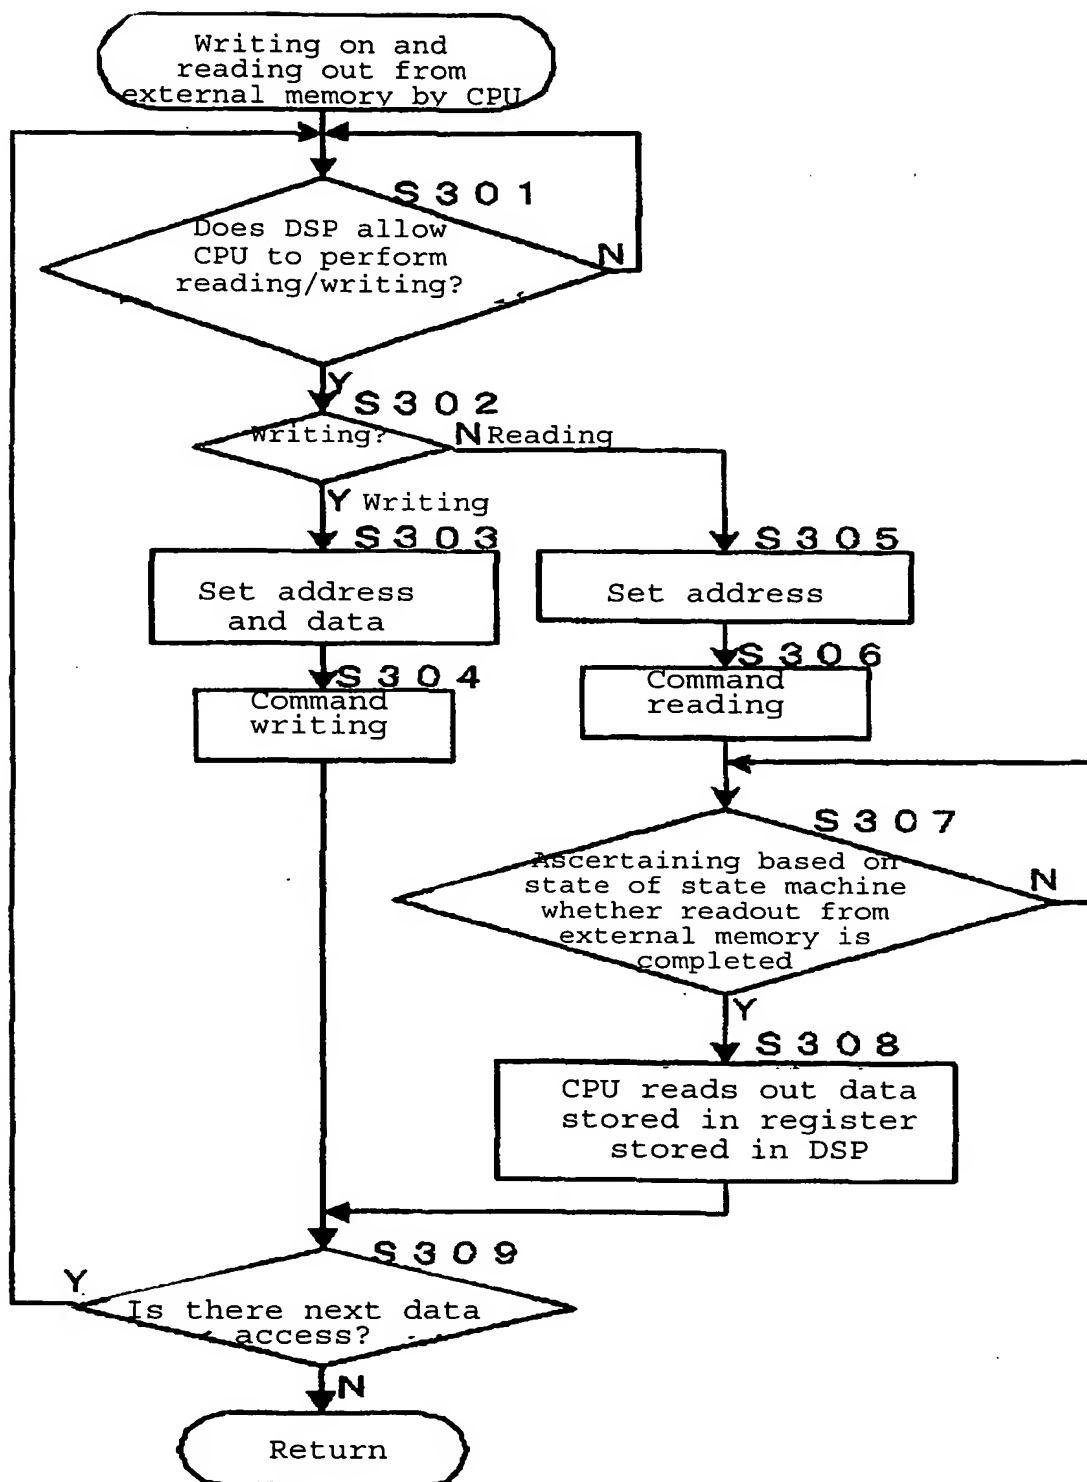 Writing on and
reading out from
external memory by CPU
S301
Does DSP allow
CPU to perform
reading/writing?
N
Y
S302
Writing?
N Reading
Y Writing
S303
Set address
and data
S304
Command
writing
S305
Set address
S306
Command
reading
S307
Ascertaining based on
state of state machine
whether readout from
external memory is
completed
N
Y
S308
CPU reads out data
stored in register
stored in DSP
S309
Y
Is there next data
access?
N
Return